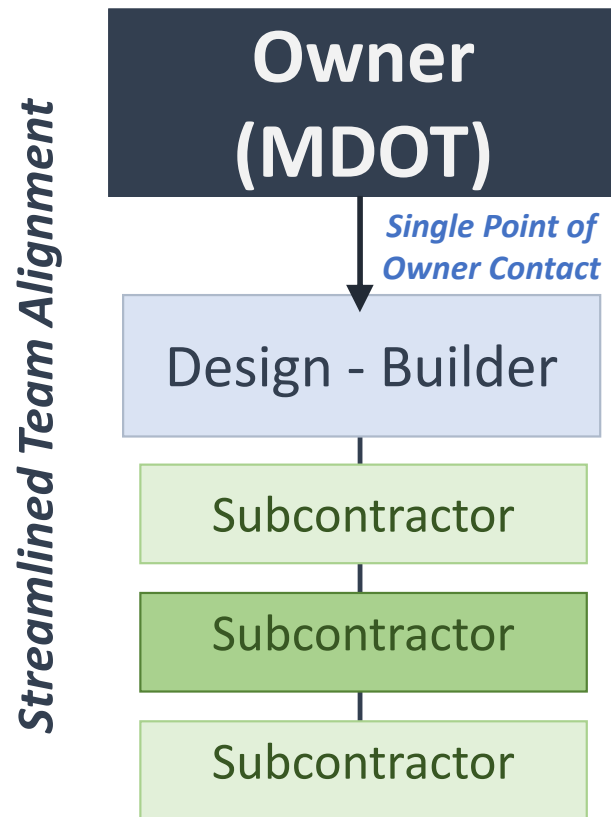 Streamlined Team Alignment
Owner
(MDOT)
Single Point of
Owner Contact
Design - Builder
Subcontractor
Subcontractor
Subcontractor